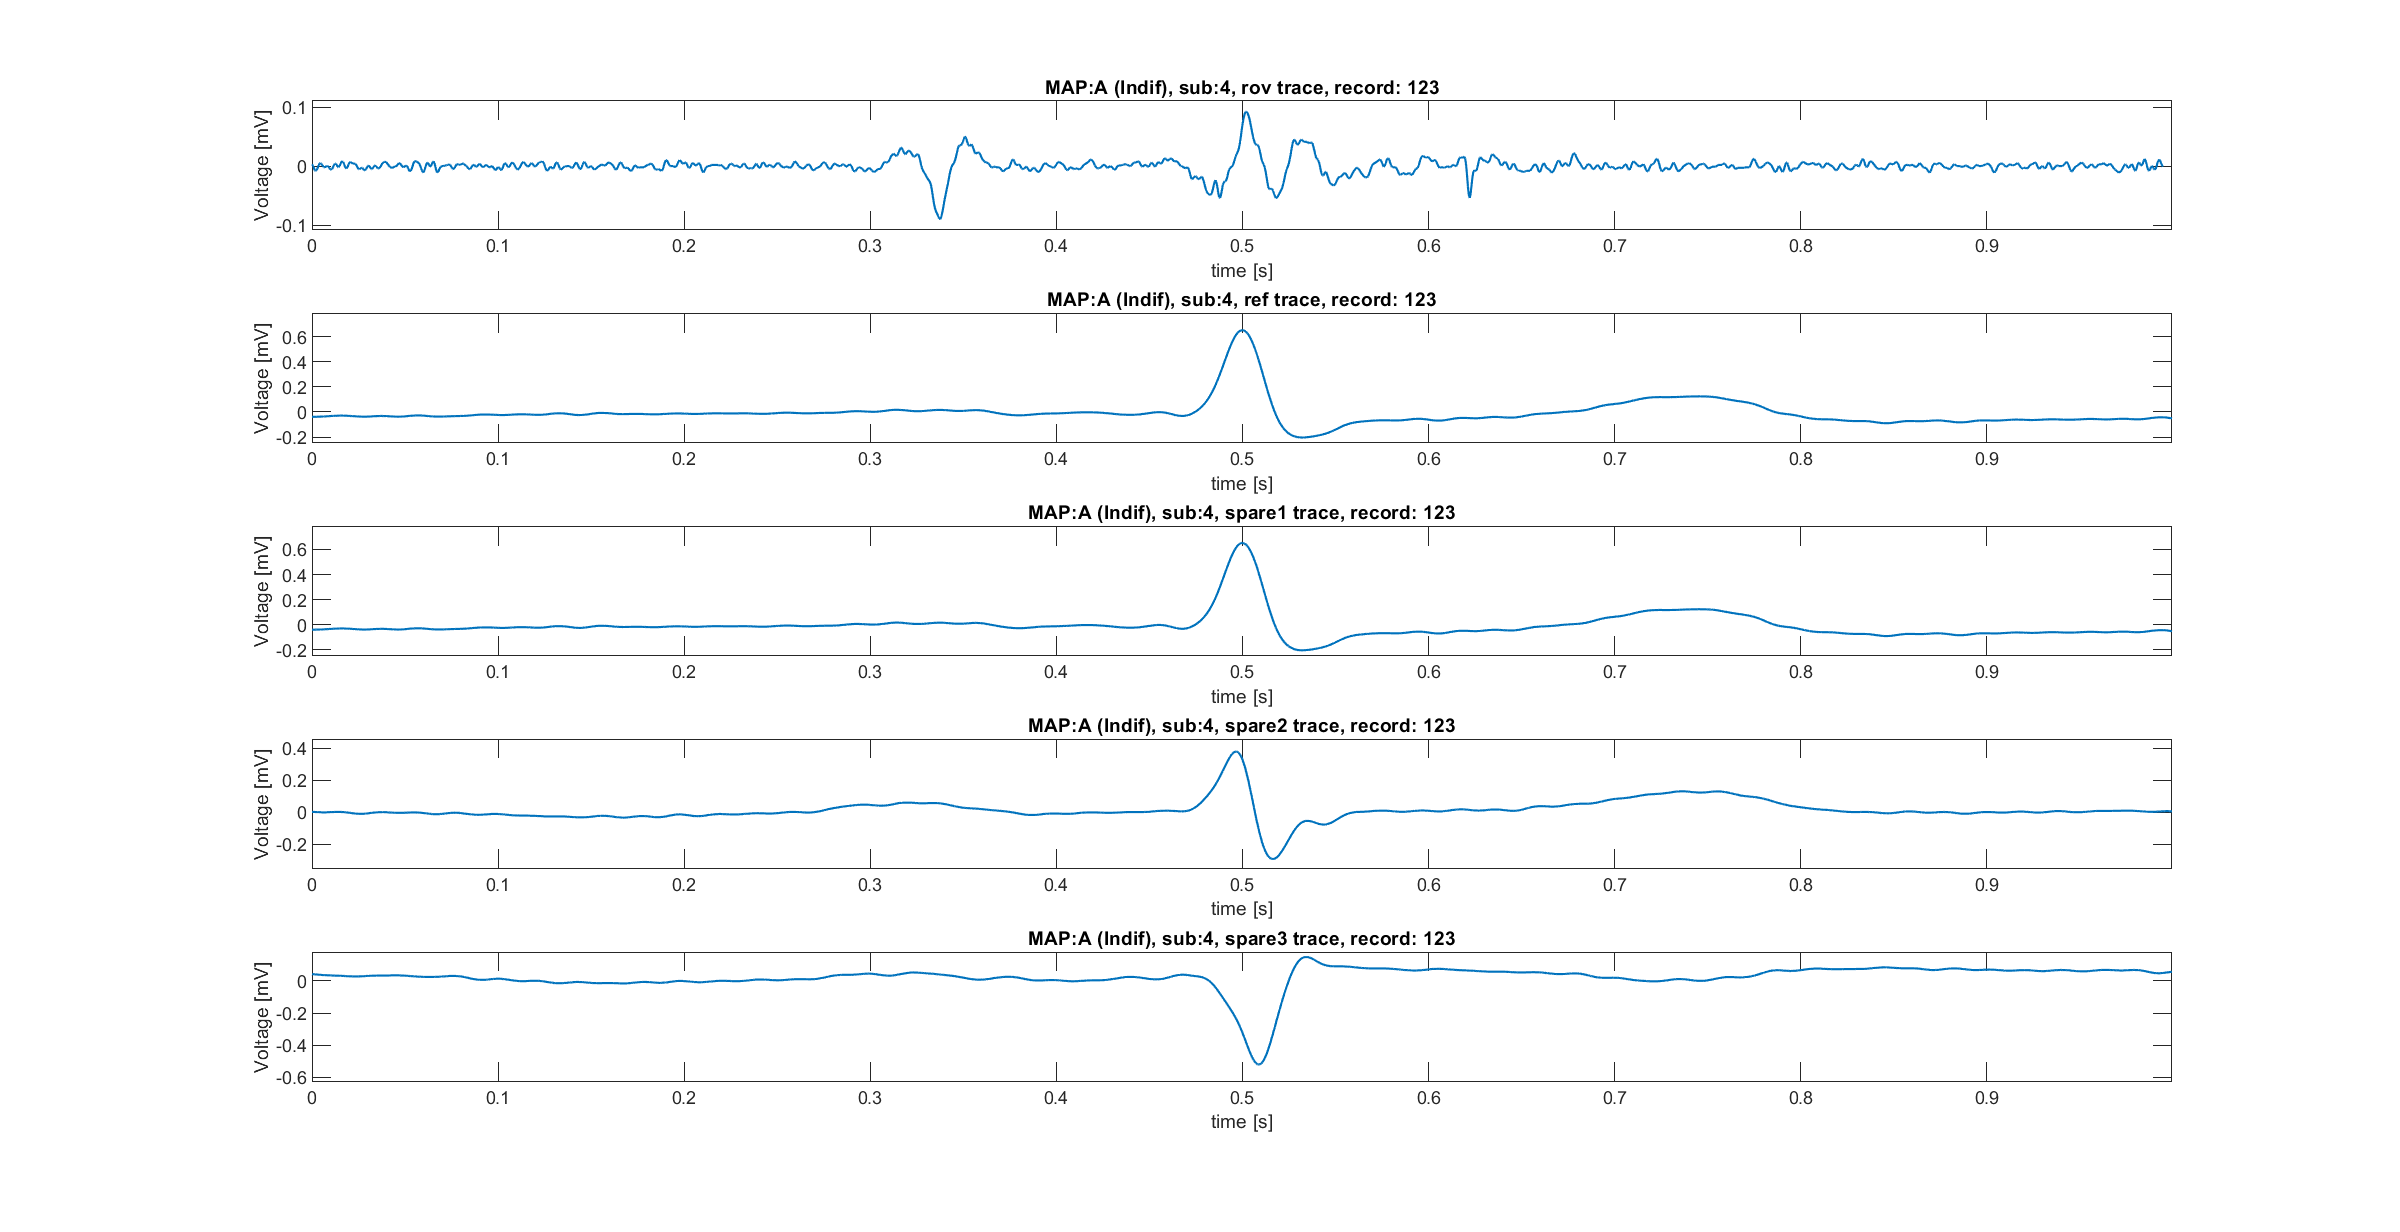 MAP:A (Indif), sub:4, rov trace, record: 123
Voltage [mV]
0.1
0
-0.1
0 0.1 0.2 0.3 0.4 0.5 0.6 0.7 0.8 0.9
time [s]
MAP:A (Indif), sub:4, ref trace, record: 123
Voltage [mV]
0.6
0.4
0.2
0
-0.2
0 0.1 0.2 0.3 0.4 0.5 0.6 0.7 0.8 0.9
time [s]
MAP:A (Indif), sub:4, spare1 trace, record: 123
Voltage [mV]
0.6
0.4
0.2
0
-0.2
0 0.1 0.2 0.3 0.4 0.5 0.6 0.7 0.8 0.9
time [s]
MAP:A (Indif), sub:4, spare2 trace, record: 123
Voltage [mV]
0.4
0.2
0
-0.2
0 0.1 0.2 0.3 0.4 0.5 0.6 0.7 0.8 0.9
time [s]
MAP:A (Indif), sub:4, spare3 trace, record: 123
Voltage [mV]
0
-0.2
-0.4
-0.6
0 0.1 0.2 0.3 0.4 0.5 0.6 0.7 0.8 0.9
time [s]